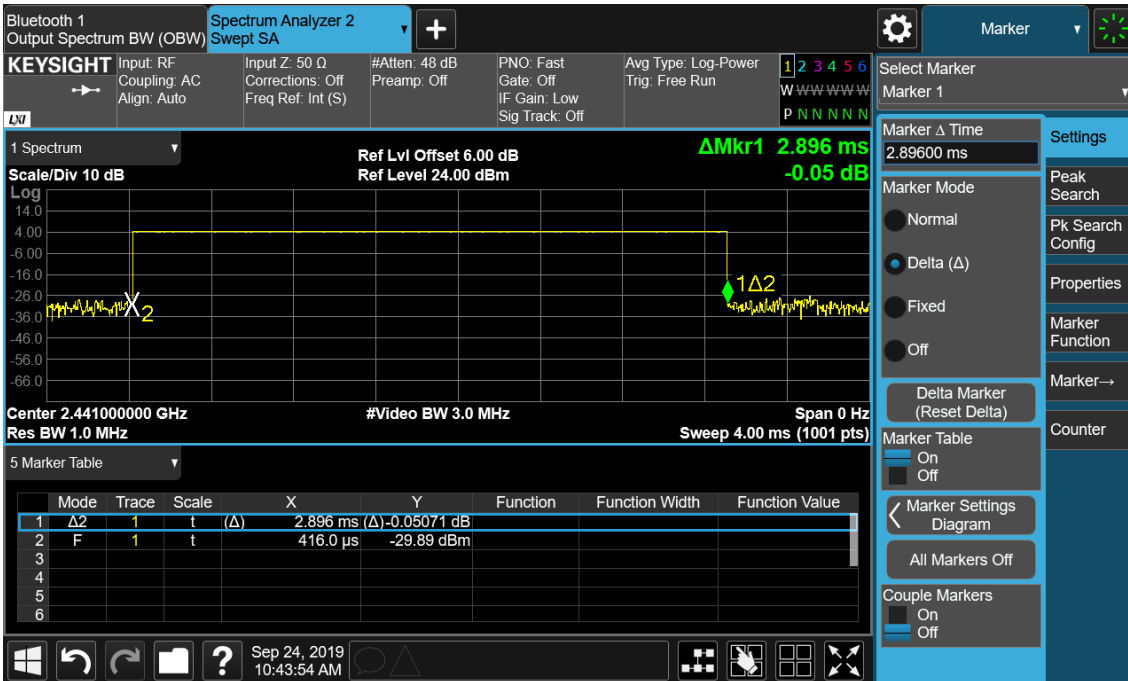 Bluetooth 1
Output Spectrum BW (OBW)
Spectrum Analyzer 2
Swept SA
Marker
KEYSIGHT
LXI
Input: RF
Coupling: AC
Align: Auto
Input Z: 50 Ω
Corrections: Off
Freq Ref: Int (S)
#Atten: 48 dB
Preamp: Off
PNO: Fast
Gate: Off
IF Gain: Low
Sig Track: Off
Avg Type: Log-Power
Trig: Free Run
1 2 3 4 5 6
W W W W W W
P N N N N N
Select Marker
Marker 1
Marker Δ Time
2.89600 ms
Marker Mode
Normal
Delta (Δ)
Fixed
Off
Delta Marker
(Reset Delta)
Marker Table
On
Off
Marker Settings
Diagram
All Markers Off
Couple Markers
On
Off
Settings
Peak
Search
Pk Search
Config
Properties
Marker
Function
Marker→
Counter
1 Spectrum
Scale/Div 10 dB
Ref Lvl Offset 6.00 dB
Ref Level 24.00 dBm
ΔMkr1 2.896 ms
-0.05 dB
Log
14.0
4.00
-6.00
-16.0
-26.0
-36.0
-46.0
-56.0
-66.0
X2
1Δ2
Center 2.441000000 GHz
#Video BW 3.0 MHz
Span 0 Hz
Res BW 1.0 MHz
Sweep 4.00 ms (1001 pts)
5 Marker Table
Mode Trace Scale X Y Function Function Width Function Value
1 Δ2 1 t (Δ) 2.896 ms (Δ) -0.05071 dB
2 F 1 t 416.0 µs -29.89 dBm
3
4
5
6
?
Sep 24, 2019
10:43:54 AM